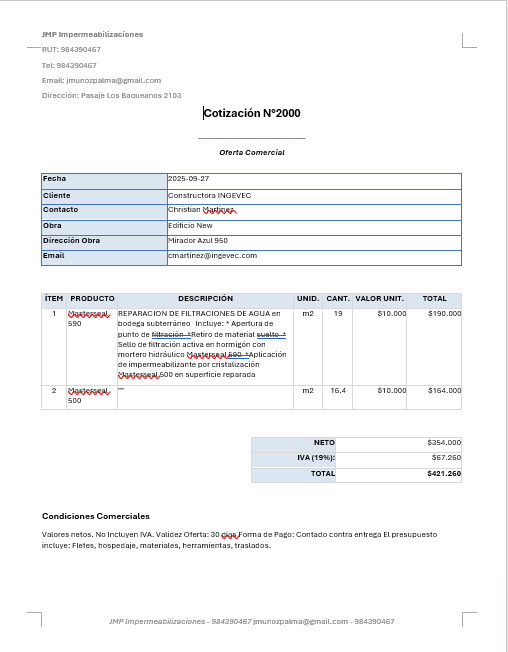 JMP Impermeabilizaciones
RUT: 984390467
Tel: 984390467
Email: jmunozpalma@gmail.com
Dirección: Pasaje Los Baqueanos 2103
Cotización N°2000
Oferta Comercial
Fecha 2025-09-27
Cliente Constructora INGEVEC
Contacto Christian Martinez
Obra Edificio New
Dirección Obra Mirador Azul 950
Email cmartinez@ingevec.com
ÍTEM PRODUCTO DESCRIPCIÓN UNID. CANT. VALOR UNIT. TOTAL
1 Masterseal REPARACION DE FILTRACIONES DE AGUA en m2 19 $10.000 $190.000
590 bodega subterráneo Incluye: * Apertura de
punto de filtración *Retiro de material suelto *
Sello de filtración activa en hormigón con
mortero hidráulico Masterseal 590 *Aplicación
de impermeabilizante por cristalización
Masterseal 500 en superficie reparada
2 Masterseal "" m2 16.4 $10.000 $164.000
500
NETO $354.000
IVA (19%): $67.260
TOTAL $421.260
Condiciones Comerciales
Valores netos. No Incluyen IVA. Validez Oferta: 30 dias Forma de Pago: Contado contra entrega El presupuesto
incluye: Fletes, hospedaje, materiales, herramientas, traslados.
JMP Impermeabilizaciones - 984390467 jmunozpalma@gmail.com - 984390467